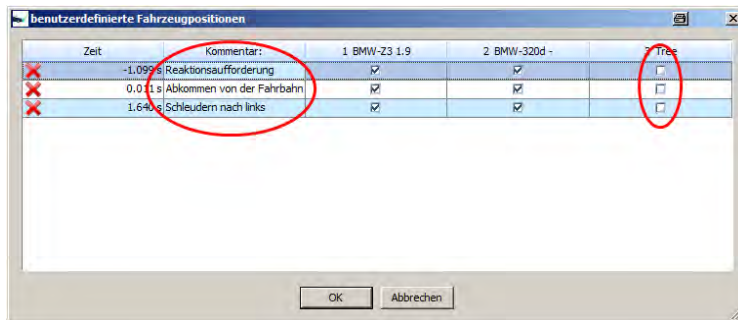 benutzerdefinierte Fahrzeugpositionen
Zeit Kommentar: 1 BMW-Z3 1.9 2 BMW-320d - 3 Tree
-1.099 s Reaktionsaufforderung
0.011 s Abkommen von der Fahrbahn
1.640 s Schleudern nach links
OK Abbrechen